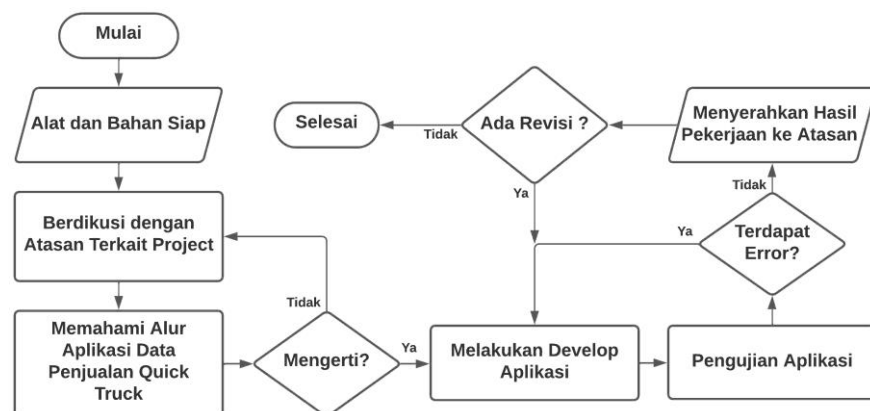 Mulai
Alat dan Bahan Siap
Berdikusi dengan
Atasan Terkait Project
Memahami Alur
Aplikasi Data
Penjualan Quick
Truck
Mengerti?
Tidak
Ya
Melakukan Develop
Aplikasi
Pengujian Aplikasi
Terdapat
Error?
Ya
Tidak
Menyerahkan Hasil
Pekerjaan ke Atasan
Ada Revisi ?
Ya
Tidak
Selesai